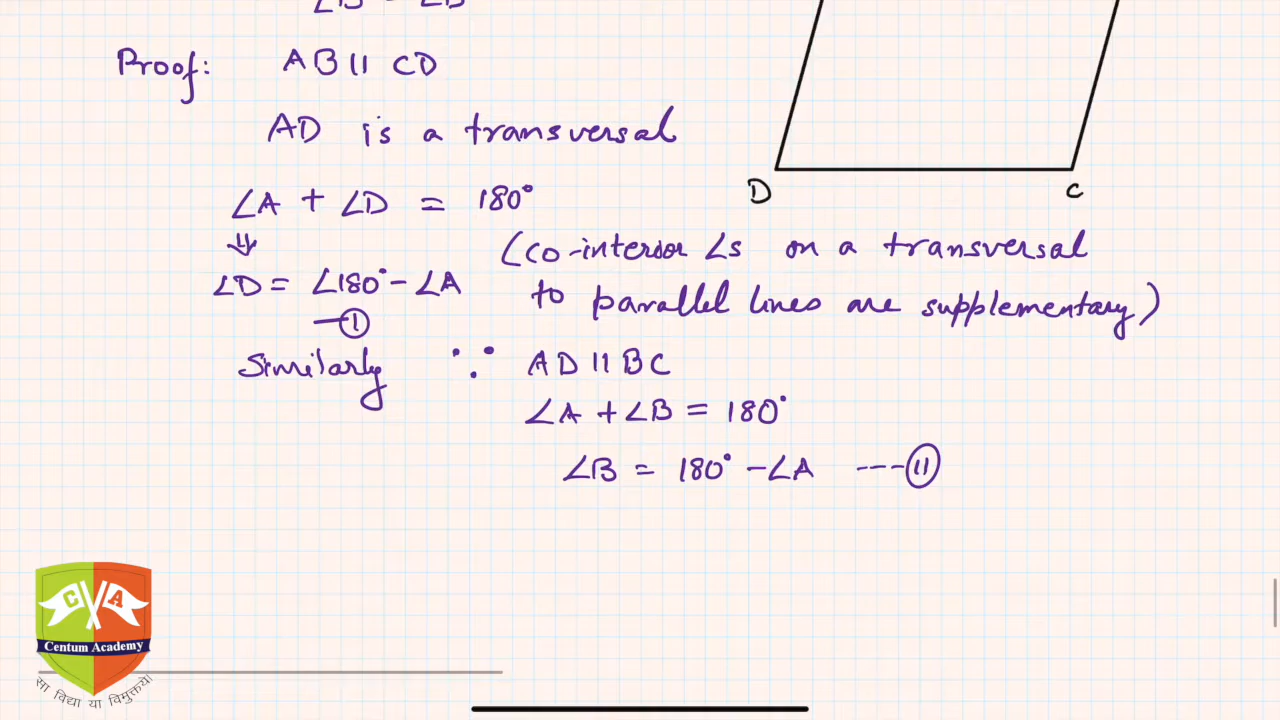 Proof: AB || CD
AD is a transversal
∠A + ∠D = 180°
D
C
⇓ (co-interior ∠s on a transversal
∠D = ∠180° - ∠A to parallel lines are supplementary)
— ①
Similarly ∵ AD || BC
∠A + ∠B = 180°
∠B = 180° - ∠A ---- ⑪
C A
Centum Academy
सा विद्या या विमुक्तये।